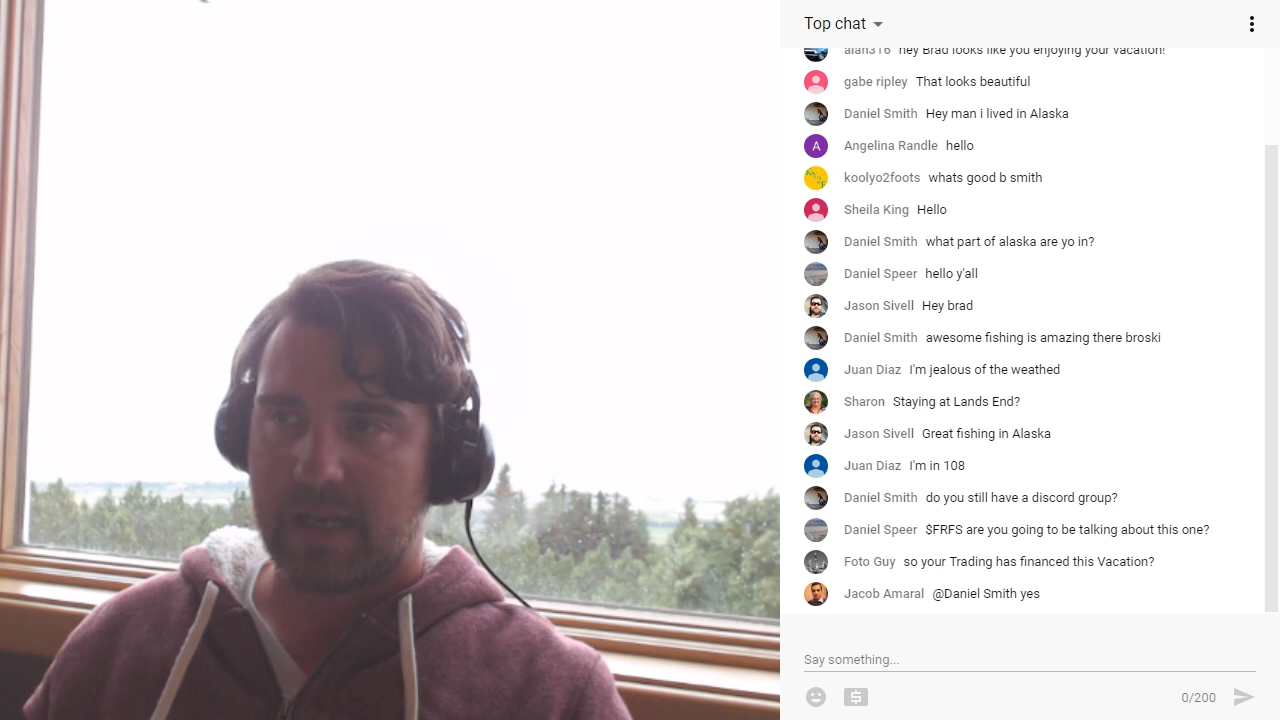 Top chat
alan316 hey Brad looks like you enjoying your vacation!
gabe ripley That looks beautiful
Daniel Smith Hey man i lived in Alaska
A Angelina Randle hello
koolyo2foots whats good b smith
Sheila King Hello
Daniel Smith what part of alaska are yo in?
Daniel Speer hello y'all
Jason Sivell Hey brad
Daniel Smith awesome fishing is amazing there broski
Juan Diaz I'm jealous of the weathed
Sharon Staying at Lands End?
Jason Sivell Great fishing in Alaska
Juan Diaz I'm in 108
Daniel Smith do you still have a discord group?
Daniel Speer $FRFS are you going to be talking about this one?
Foto Guy so your Trading has financed this Vacation?
Jacob Amaral @Daniel Smith yes
Say something...
0/200